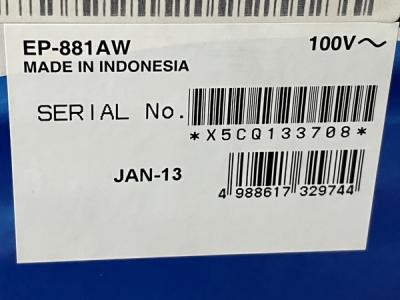 EP-881AW 100V～
MADE IN INDONESIA
SERIAL No.
*X5CQ133708*
JAN-13
4 988617 329744